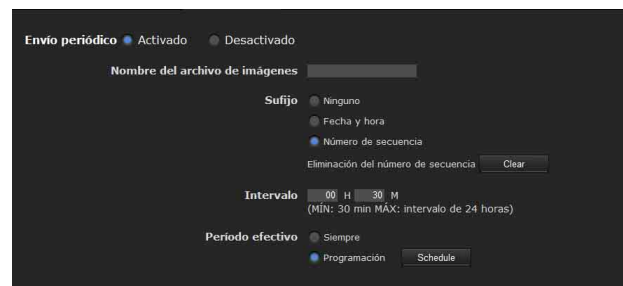 Envío periódico Activado Desactivado
Nombre del archivo de imágenes
Sufijo Ninguno
Fecha y hora
Número de secuencia
Eliminación del número de secuencia Clear
Intervalo 00 H 30 M
(MÍN: 30 min MÁX: intervalo de 24 horas)
Período efectivo Siempre
Programación Schedule